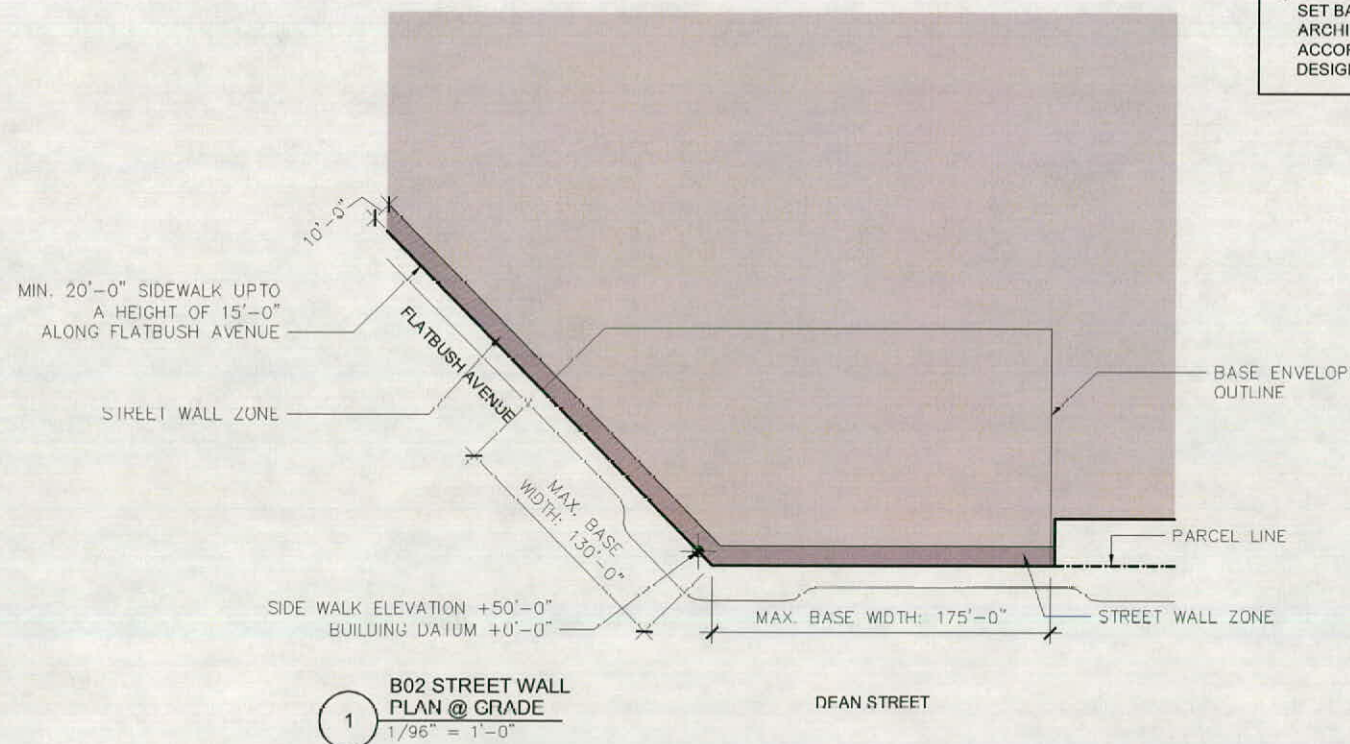 SET BA
ARCHI
ACCOR
DESIG
10'-0"
MIN. 20'-0" SIDEWALK UPTO
A HEIGHT OF 15'-0"
ALONG FLATBUSH AVENUE
FLATBUSH AVENUE
STREET WALL ZONE
BASE ENVELOP
OUTLINE
MAX. BASE
WIDTH: 130'-0"
PARCEL LINE
SIDE WALK ELEVATION +50'-0"
BUILDING DATUM +0'-0"
MAX. BASE WIDTH: 175'-0"
STREET WALL ZONE
1
B02 STREET WALL
PLAN @ GRADE
1/96" = 1'-0"
DEAN STREET